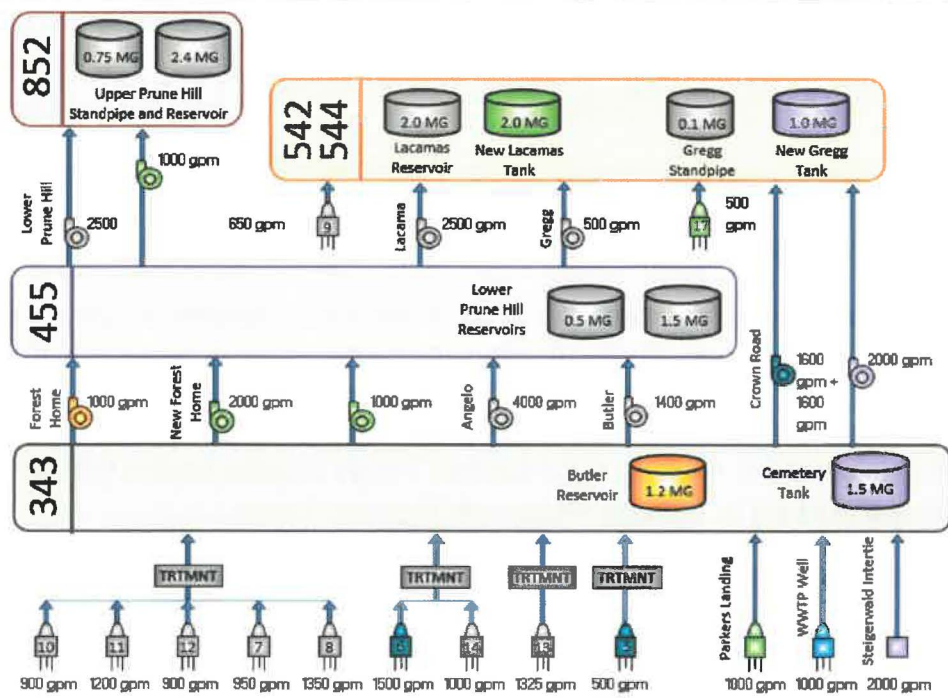 852
0.75 MG
2.4 MG
Upper Prune Hill
Standpipe and Reservoir
542
544
2.0 MG
Lacamas
Reservoir
2.0 MG
New Lacamas
Tank
0.1 MG
Gregg
Standpipe
1.0 MG
New Gregg
Tank
Lower
Prune Hill
2500
1000 gpm
650 gpm
9
Lacama
2500 gpm
Gregg
500 gpm
17
500
gpm
455
Lower
Prune Hill
Reservoirs
0.5 MG
1.5 MG
Forest
Home
1000 gpm
New Forest
Home
2000 gpm
1000 gpm
Angelo
4000 gpm
Butler
1400 gpm
Crown Road
1600
gpm +
1600
gpm
2000 gpm
343
Butler
Reservoir
1.2 MG
Cemetery
Tank
1.5 MG
TRTMNT
TRTMNT
TRTMNT
TRTMNT
Parkers Landing
WWTP Well
Steigerwald Intertie
10
11
12
7
8
6
14
13
5
900 gpm
1200 gpm
900 gpm
950 gpm
1350 gpm
1500 gpm
1000 gpm
1325 gpm
500 gpm
1800 gpm
1000 gpm
2000 gpm